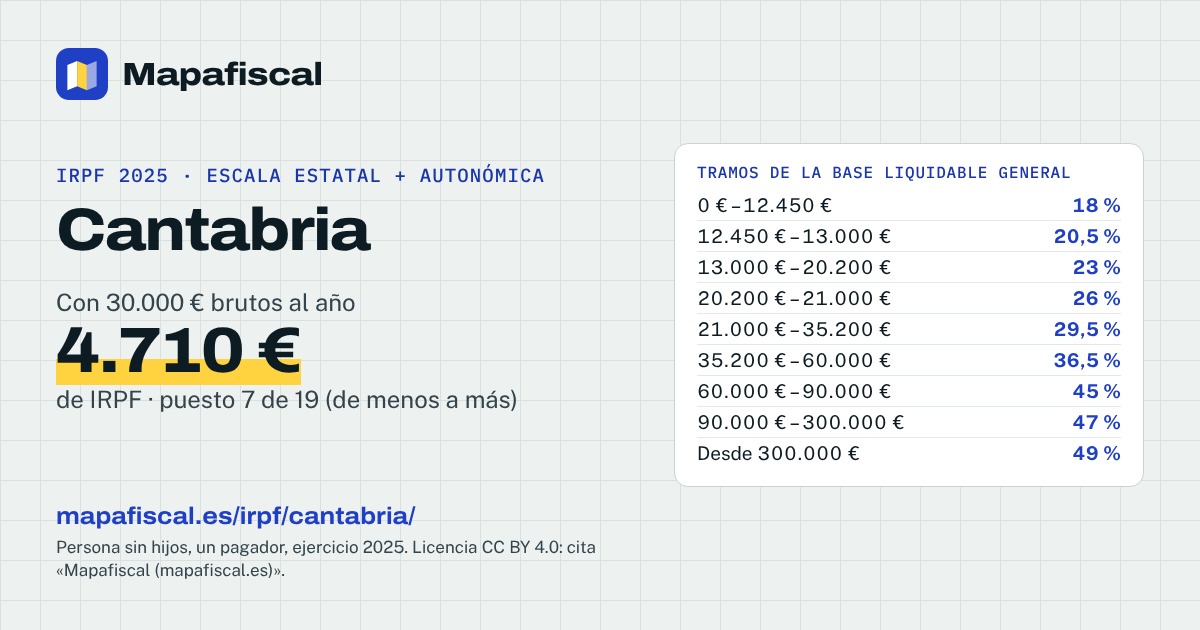 Mapafiscal
IRPF 2025 · ESCALA ESTATAL + AUTONÓMICA
Cantabria
Con 30.000 € brutos al año
4.710 €
de IRPF · puesto 7 de 19 (de menos a más)
mapafiscal.es/irpf/cantabria/
Persona sin hijos, un pagador, ejercicio 2025. Licencia CC BY 4.0: cita
«Mapafiscal (mapafiscal.es)».
TRAMOS DE LA BASE LIQUIDABLE GENERAL
0 €–12.450 € 18 %
12.450 €–13.000 € 20,5 %
13.000 €–20.200 € 23 %
20.200 €–21.000 € 26 %
21.000 €–35.200 € 29,5 %
35.200 €–60.000 € 36,5 %
60.000 €–90.000 € 45 %
90.000 €–300.000 € 47 %
Desde 300.000 € 49 %